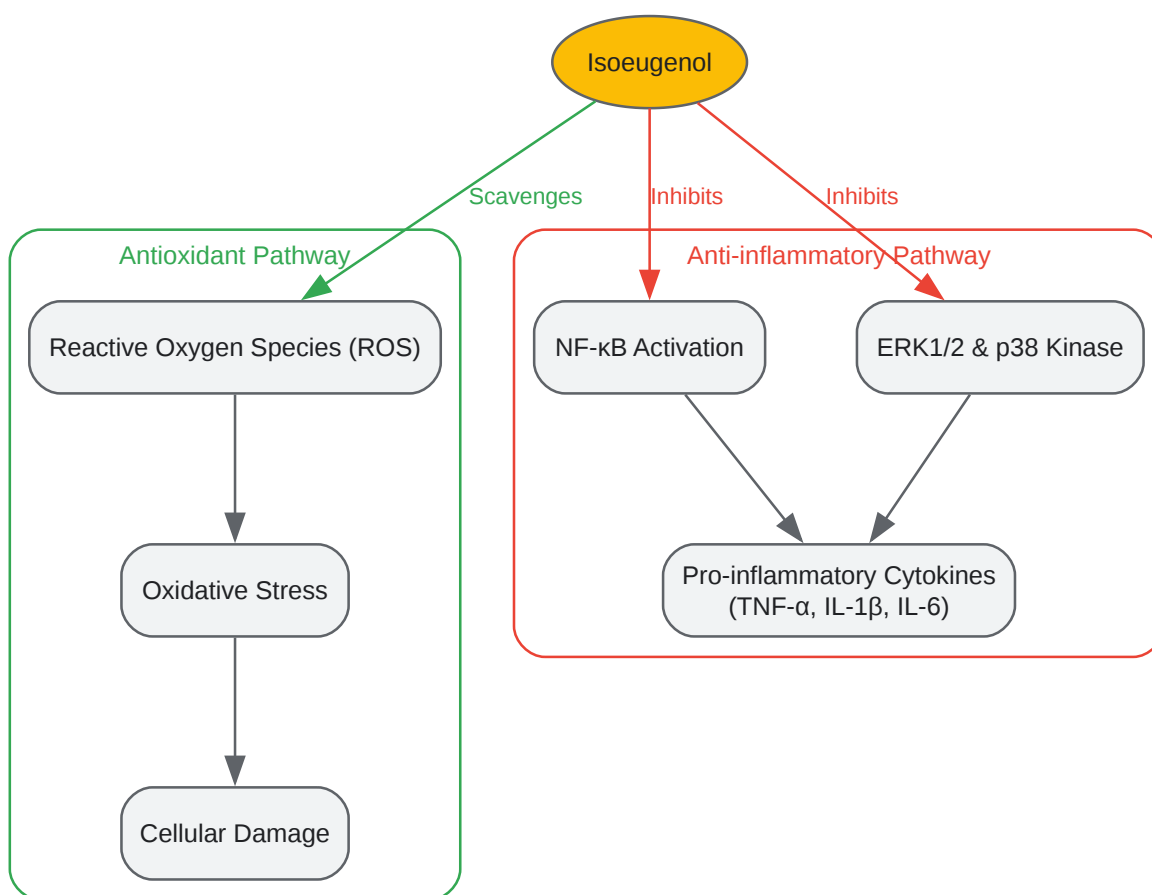 Isoeugenol
Scavenges
Inhibits
Inhibits
Antioxidant Pathway
Anti-inflammatory Pathway
Reactive Oxygen Species (ROS)
NF-κB Activation
ERK1/2 & p38 Kinase
Oxidative Stress
Pro-inflammatory Cytokines
(TNF-α, IL-1β, IL-6)
Cellular Damage